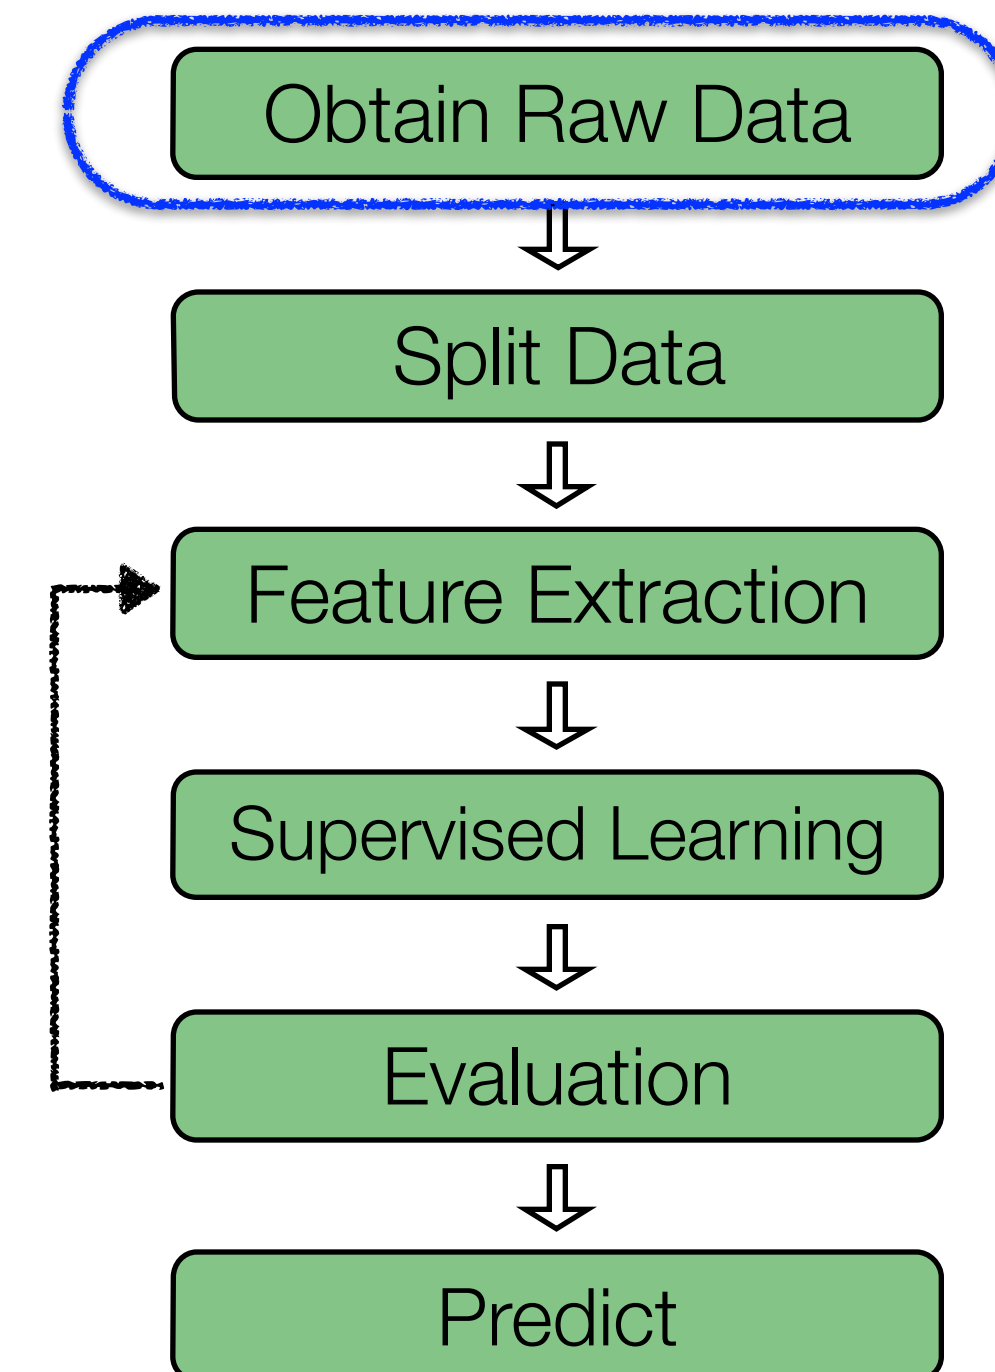 Obtain Raw Data
Split Data
Feature Extraction
Supervised Learning
Evaluation
Predict